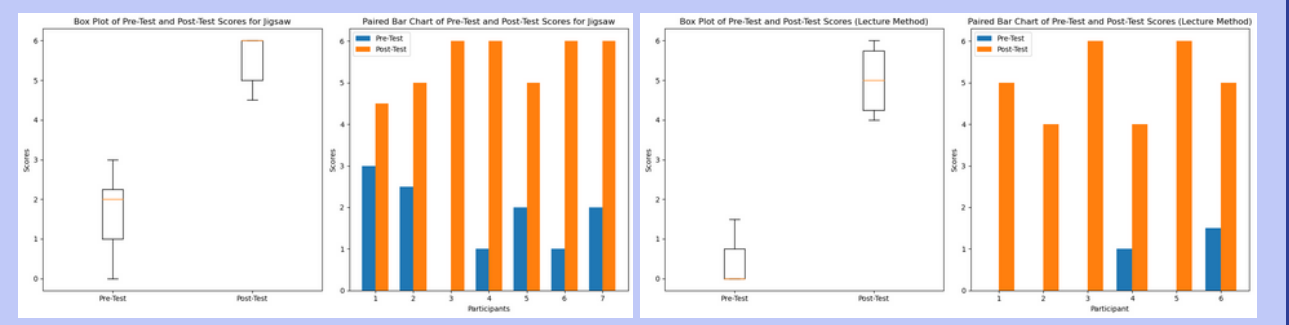 Box Plot of Pre-Test and Post-Test Scores for Jigsaw
6
5
4
3
2
1
0
Scores
Pre-Test
Post-Test
Paired Bar Chart of Pre-Test and Post-Test Scores for Jigsaw
Pre-Test
Post-Test
6
5
4
3
2
1
0
Scores
1 2 3 4 5 6 7
Participants
Box Plot of Pre-Test and Post-Test Scores (Lecture Method)
6
5
4
3
2
1
0
Scores
Pre-Test
Post-Test
Paired Bar Chart of Pre-Test and Post-Test Scores (Lecture Method)
Pre-Test
Post-Test
6
5
4
3
2
1
0
Scores
1 2 3 4 5 6
Participant